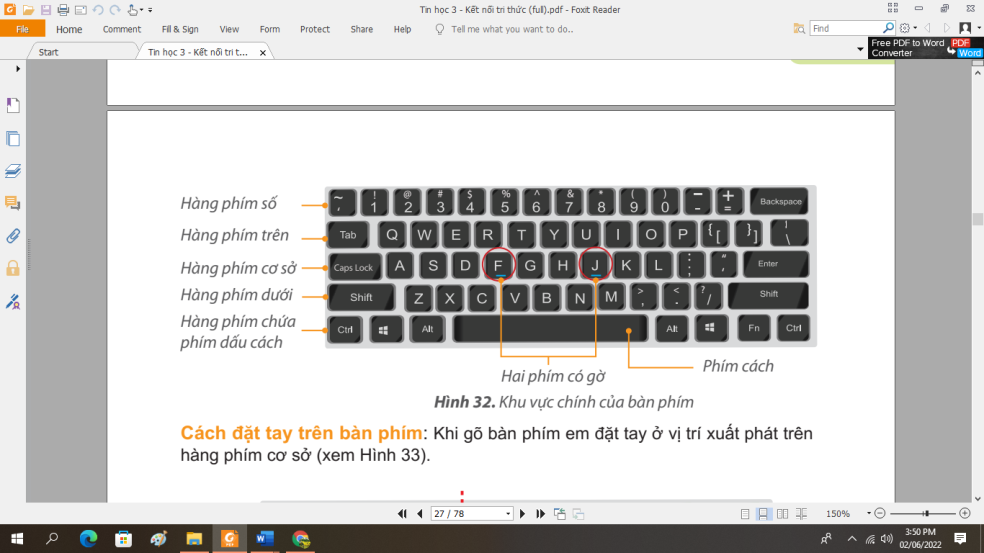 Tin học 3 - Kết nối tri thức (full).pdf - Foxit Reader
File Home Comment Fill & Sign View Form Protect Share Help Tell me what you want to do.. Find
Start Tin học 3 - Kết nối tri t... Free PDF to Word Converter PDF Word
Hàng phím số
~ ! @ # $ % ^ & * ( ) − +
, 1 2 3 4 5 6 7 8 9 0 - = Backspace
Hàng phím trên
Tab Q W E R T Y U I O P { [ } ] ¦ \
Hàng phím cơ sở
Caps Lock A S D F G H J K L : ; “ ‘ Enter
Hàng phím dưới
Shift Z X C V B N M > , < . ? / Shift
Hàng phím chứa
phím dấu cách
Ctrl Alt Alt Fn Ctrl
Phím cách
Hai phím có gờ
Hình 32. Khu vực chính của bàn phím
Cách đặt tay trên bàn phím: Khi gõ bàn phím em đặt tay ở vị trí xuất phát trên
hàng phím cơ sở (xem Hình 33).
27 / 78 150%
3:50 PM
02/06/2022